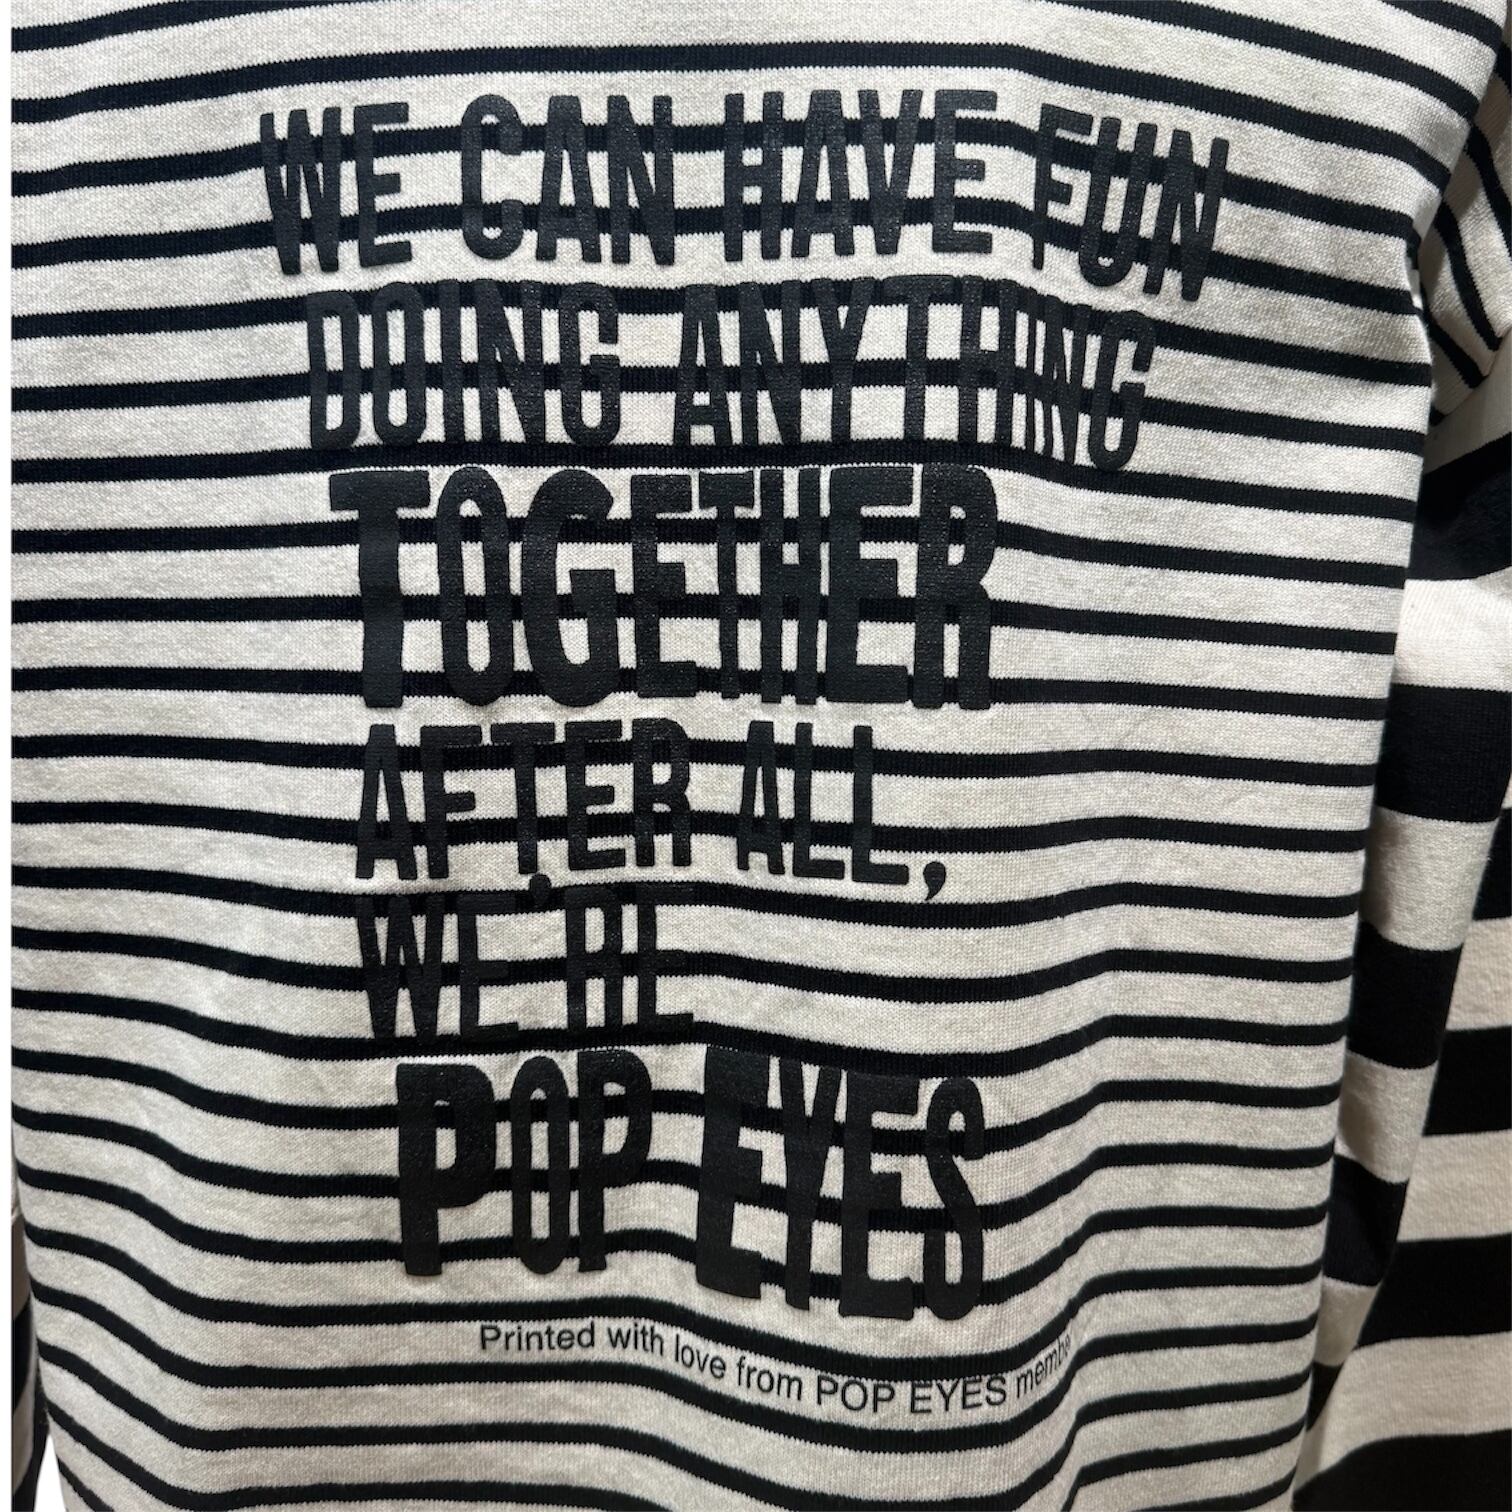 WE CAN HAVE FUN
DOING ANYTHING
TOGETHER
AFTER ALL,
WE'RE
POP EYES
Printed with love from POP EYES